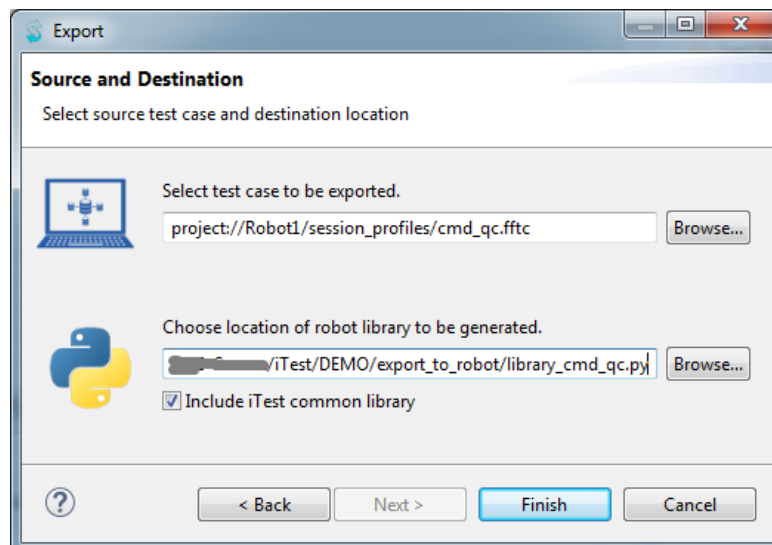 Export
Source and Destination
Select source test case and destination location
Select test case to be exported.
project://Robot1/session_profiles/cmd_qc.fftc
Browse...
Choose location of robot library to be generated.
/iTest/DEMO/export_to_robot/library_cmd_qc.py
Browse...
Include iTest common library
?
< Back
Next >
Finish
Cancel